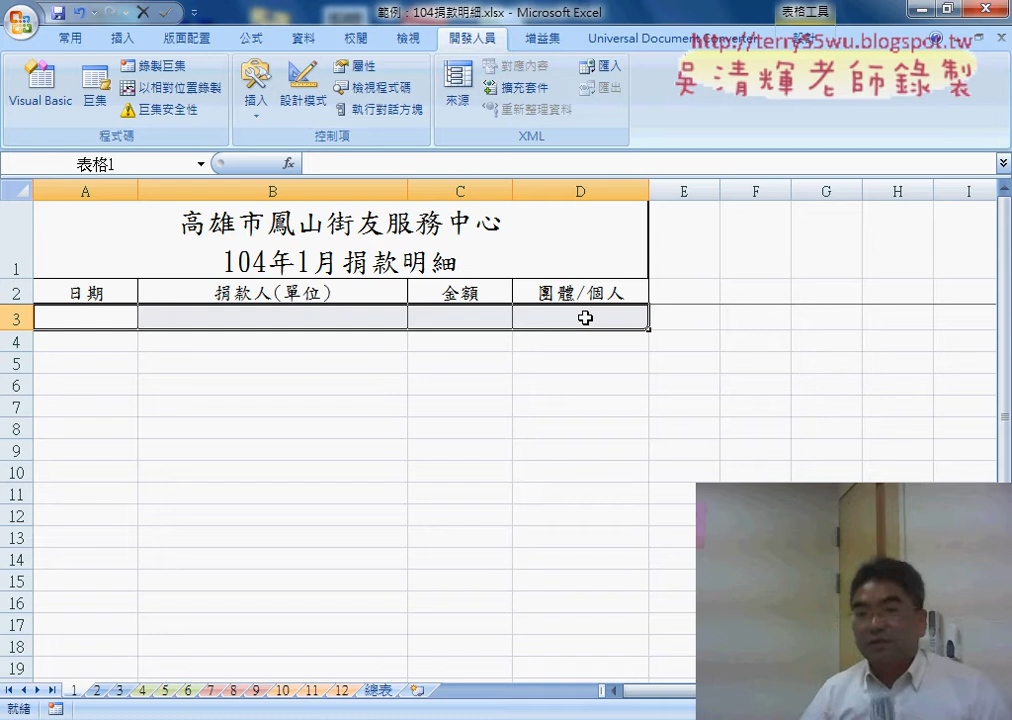 範例：104捐款明細.xlsx - Microsoft Excel
表格工具
常用 插入 版面配置 公式 資料 校閱 檢視 開發人員 增益集 Universal Document Converter 設計
http://terry55wu.blogspot.tw
吳清輝老師錄製
Visual Basic
巨集
錄製巨集
以相對位置錄製
巨集安全性
程式碼
插入
設計模式
屬性
檢視程式碼
執行對話方塊
控制項
來源
對應內容
擴充套件
重新整理資料
匯入
匯出
XML
表格1
fx
A B C D E F G H I
高雄市鳳山街友服務中心
104年1月捐款明細
1
2 日期 捐款人(單位) 金額 團體/個人
3
4
5
6
7
8
9
10
11
12
13
14
15
16
17
18
19
1 2 3 4 5 6 7 8 9 10 11 12 總表
就緒